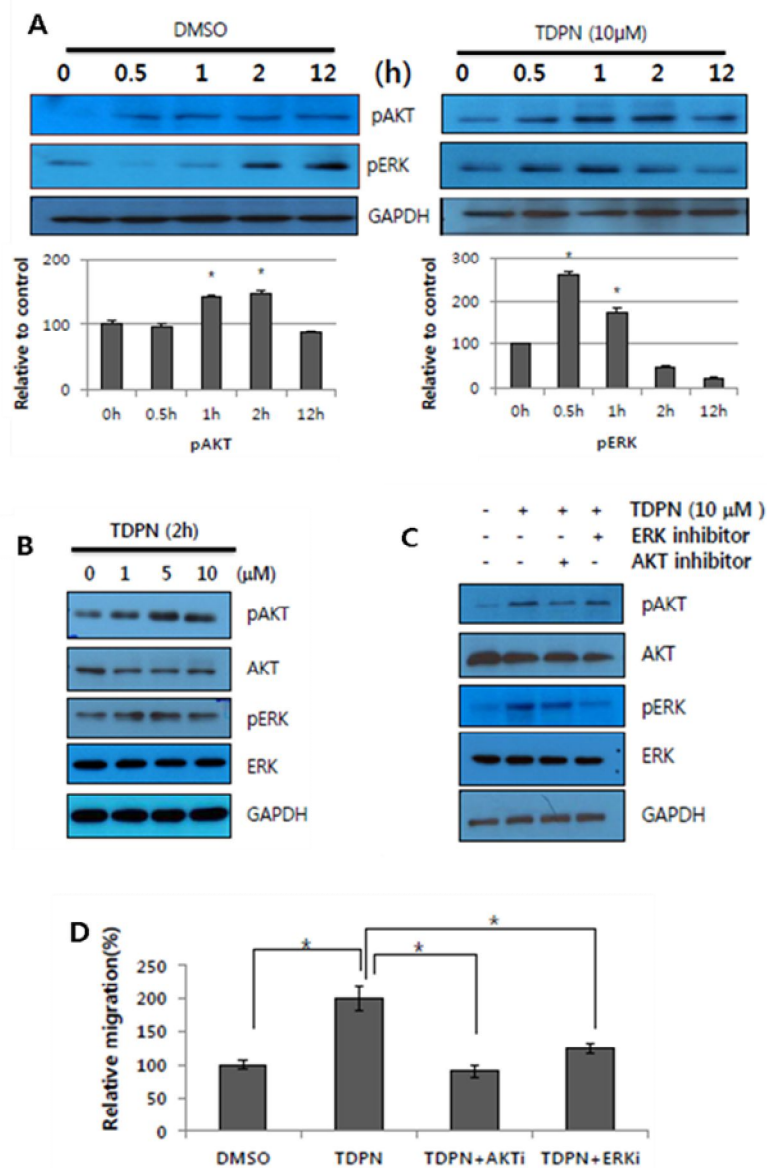 A
DMSO
TDPN (10μM)
0 0.5 1 2 12 (h) 0 0.5 1 2 12
pAKT
pERK
GAPDH
Relative to control
200
100
0
0h 0.5h 1h 2h 12h
pAKT
* *
Relative to control
300
200
100
0
0h 0.5h 1h 2h 12h
pERK
* *
B
TDPN (2h)
0 1 5 10 (μM)
pAKT
AKT
pERK
ERK
GAPDH
C
- + + + TDPN (10 μM )
- - - + ERK inhibitor
- - + - AKT inhibitor
pAKT
AKT
pERK
ERK
GAPDH
D
Relative migration(%)
250
200
150
100
50
0
* * *
DMSO TDPN TDPN+AKTi TDPN+ERKi